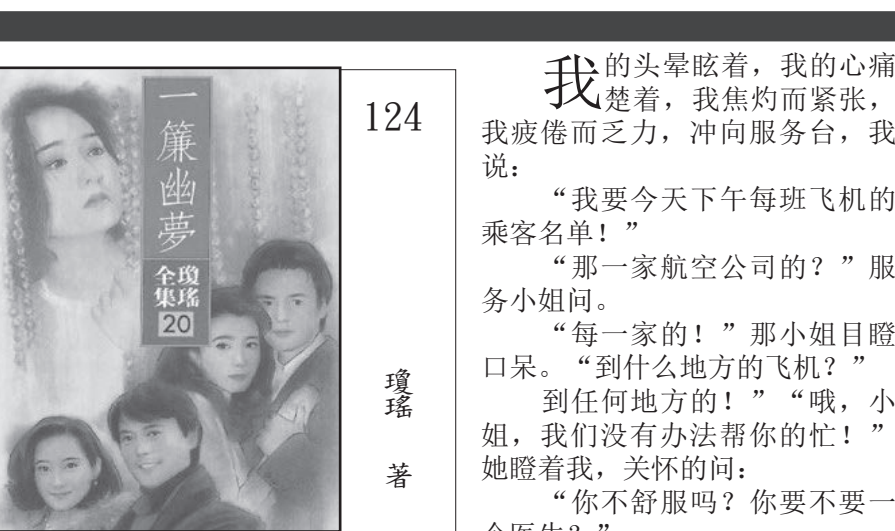 一簾幽夢
瓊瑤
全集
20
124
瓊瑤 著
我的头晕眩着，我的心痛
楚着，我焦灼而紧张，
我疲倦而乏力，冲向服务台，我
说：
“我要今天下午每班飞机的
乘客名单！”
“那一家航空公司的？”服
务小姐问。
“每一家的！”那小姐目瞪
口呆。“到什么地方的飞机？”
到任何地方的！”“哦，小
姐，我们没有办法帮你的忙！”
她瞪着我，关怀的问：
“你不舒服吗？你要不要一
个医生？”